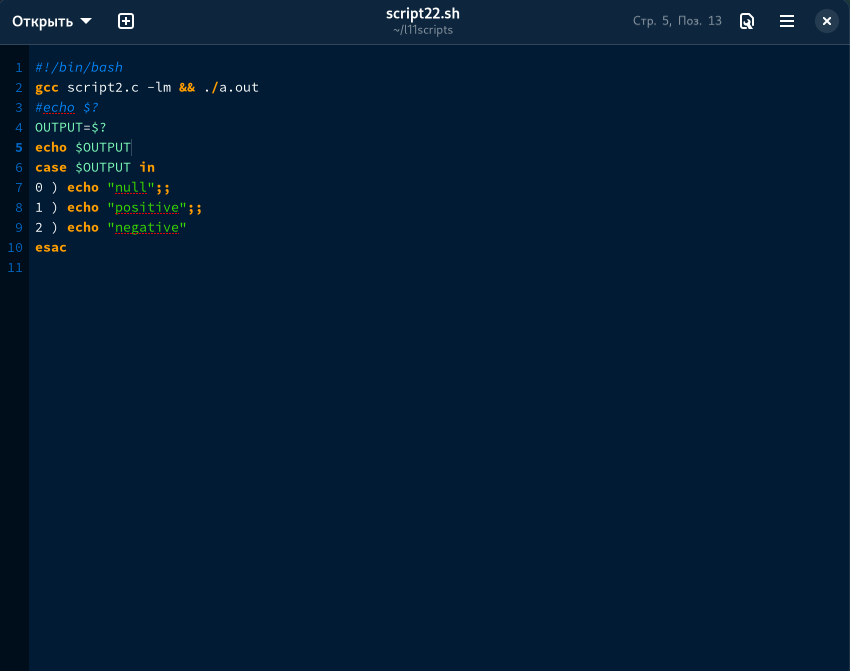 Открыть
script22.sh
~/l11scripts
Стр. 5, Поз. 13
1 #!/bin/bash
2 gcc script2.c -lm && ./a.out
3 #echo $?
4 OUTPUT=$?
5 echo $OUTPUT
6 case $OUTPUT in
7 0 ) echo "null";;
8 1 ) echo "positive";;
9 2 ) echo "negative"
10 esac
11